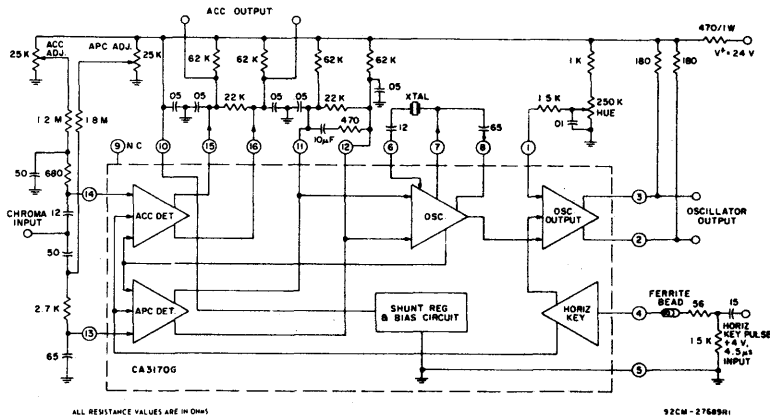 ACC OUTPUT
25K
ACC
ADJ.
APC ADJ.
25K
62 K
62 K
62 K
62 K
470/1W
V+=24 V
180
180
1 K
250 K
HUE
1.5 K
.01
.05
.05
22 K
.05
.05
22 K
.05
10µF
470
XTAL
12
65
1.2 M
1.8 M
50
680
12
CHROMA
INPUT
50
2.7 K
65
9 N C
10
15
16
11
12
6
7
8
1
14
ACC DET.
OSC.
OSC
OUTPUT
3
2
OSCILLATOR
OUTPUT
13
APC DET.
SHUNT REG
& BIAS CIRCUIT
HORIZ
KEY
4
FERRITE
BEAD
56
15
1.5 K
HORIZ
KEY PULSE
+4 V,
4.5µs
INPUT
5
CA3170G
ALL RESISTANCE VALUES ARE IN OHMS
92CM-27689R1